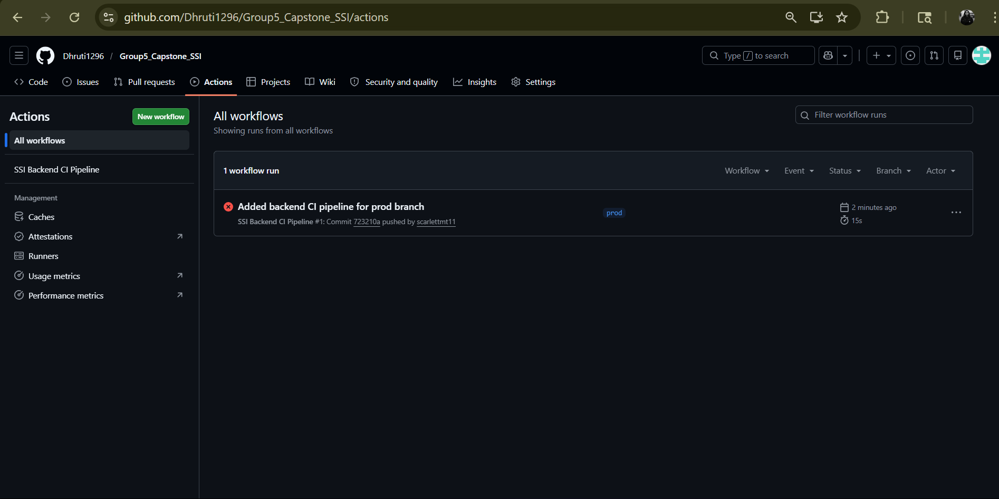 github.com/Dhruti1296/Group5_Capstone_SSI/actions
Dhruti1296 / Group5_Capstone_SSI
Type / to search
Code
Issues
Pull requests
Actions
Projects
Wiki
Security and quality
Insights
Settings
Actions
New workflow
All workflows
SSI Backend CI Pipeline
Management
Caches
Attestations
Runners
Usage metrics
Performance metrics
All workflows
Showing runs from all workflows
Filter workflow runs
1 workflow run
Workflow
Event
Status
Branch
Actor
Added backend CI pipeline for prod branch
SSI Backend CI Pipeline #1: Commit 723210a pushed by scarlettmt11
prod
2 minutes ago
15s